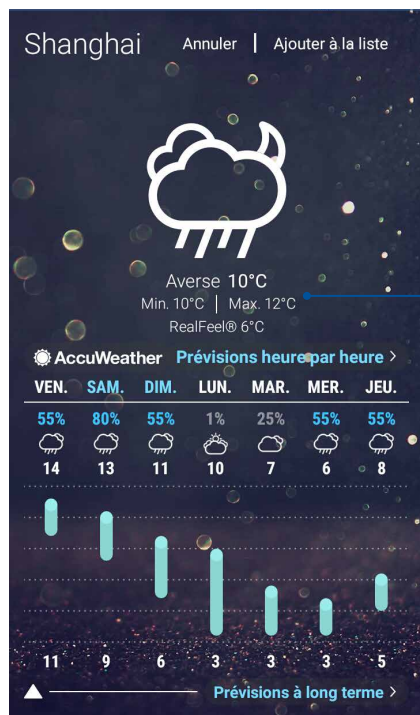 Shanghai Annuler | Ajouter à la liste
Averse 10°C
Min. 10°C | Max. 12°C
RealFeel® 6°C
AccuWeather Prévisions heure par heure >
VEN. SAM. DIM. LUN. MAR. MER. JEU.
55% 80% 55% 1% 25% 55% 55%
14 13 11 10 7 6 8
11 9 6 3 3 3 5
Prévisions à long terme >